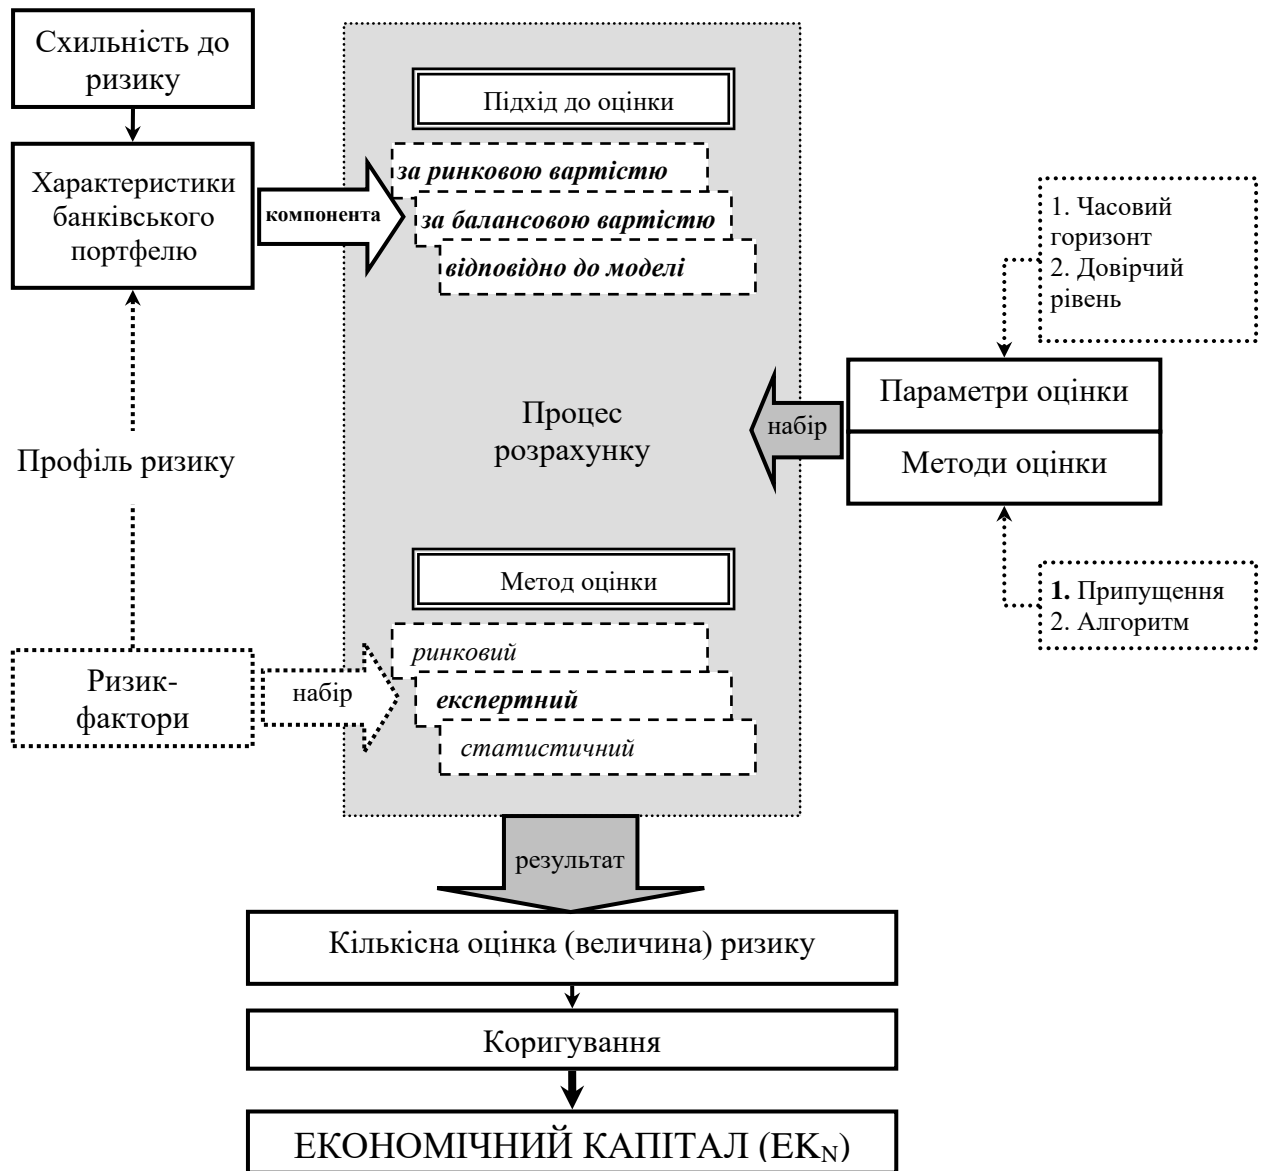 Схильність до
ризику
Характеристики
банківського
портфелю
компонента
Профіль ризику
Ризик-
фактори
набір
Підхід до оцінки
за ринковою вартістю
за балансовою вартістю
відповідно до моделі
Процес
розрахунку
Метод оцінки
ринковий
експертний
статистичний
набір
1. Часовий
горизонт
2. Довірчий
рівень
Параметри оцінки
Методи оцінки
1. Припущення
2. Алгоритм
результат
Кількісна оцінка (величина) ризику
Коригування
ЕКОНОМІЧНИЙ КАПІТАЛ (EKN)